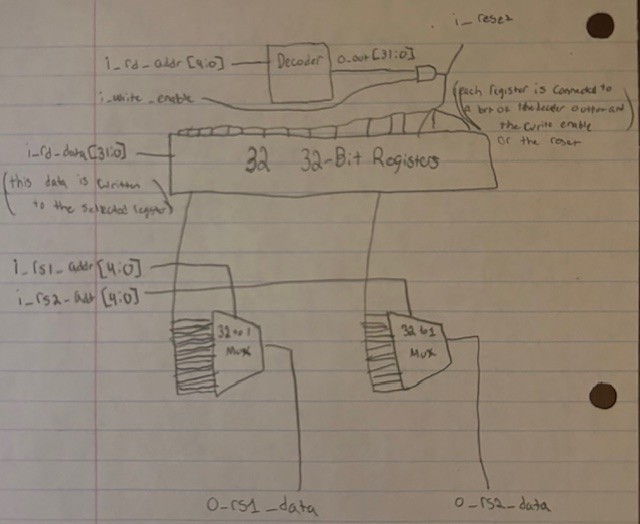 i_reset
i_rd_addr [4:0]
Decoder
o_out [31:0]
i_write_enable
(each register is connected to
a bit of the decoder output and
the write enable
or the reset)
i_rd_data [31:0]
32 32-Bit Registers
(this data is written
to the selected register)
i_rs1_addr [4:0]
i_rs2_addr [4:0]
32 to 1
Mux
32 to 1
Mux
o_rs1_data
o_rs2_data